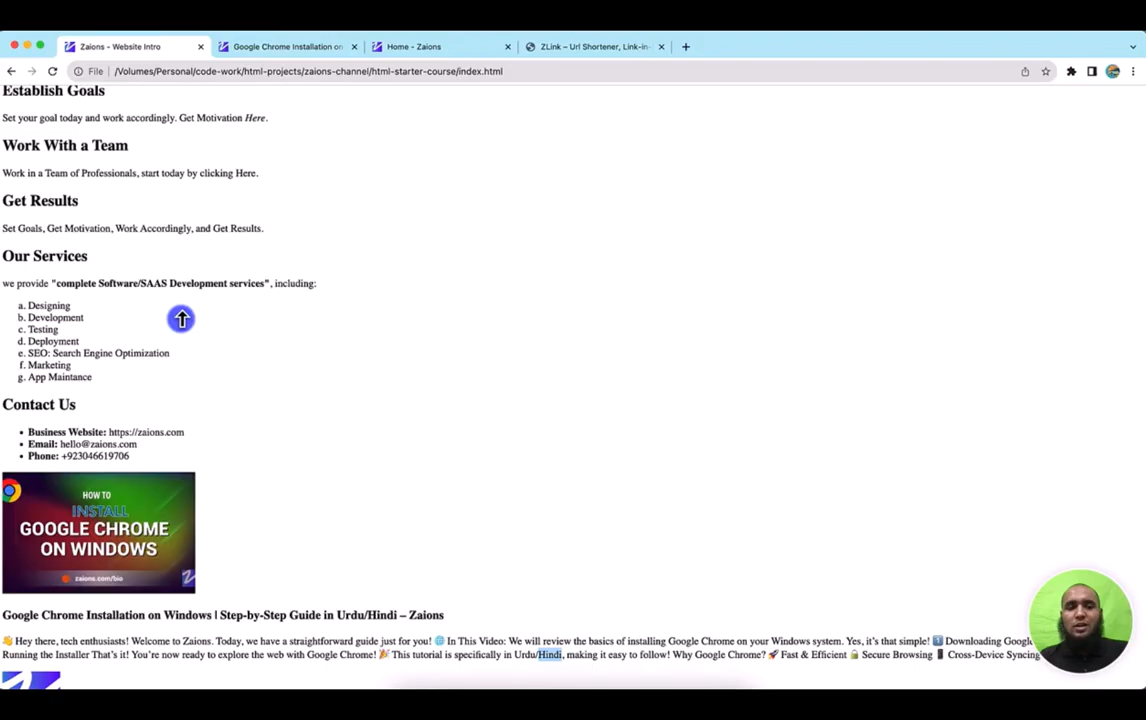 Zaions - Website Intro
Google Chrome Installation on
Home - Zaions
ZLink – Url Shortener, Link-in-
File
/Volumes/Personal/code-work/html-projects/zaions-channel/html-starter-course/index.html
Establish Goals
Set your goal today and work accordingly. Get Motivation Here.
Work With a Team
Work in a Team of Professionals, start today by clicking Here.
Get Results
Set Goals, Get Motivation, Work Accordingly, and Get Results.
Our Services
we provide "complete Software/SAAS Development services", including:
a. Designing
b. Development
c. Testing
d. Deployment
e. SEO: Search Engine Optimization
f. Marketing
g. App Maintance
Contact Us
Business Website: https://zaions.com
Email: hello@zaions.com
Phone: +923046619706
HOW TO
INSTALL
GOOGLE CHROME
ON WINDOWS
zaions.com/bio
Google Chrome Installation on Windows | Step-by-Step Guide in Urdu/Hindi – Zaions
👋 Hey there, tech enthusiasts! Welcome to Zaions. Today, we have a straightforward guide just for you! 🌐 In This Video: We will review the basics of installing Google Chrome on your Windows system. Yes, it's that simple! 1️⃣ Downloading Google
Running the Installer That's it! You're now ready to explore the web with Google Chrome! 🎉 This tutorial is specifically in Urdu/Hindi, making it easy to follow! Why Google Chrome? 🚀 Fast & Efficient 🔒 Secure Browsing 📱 Cross-Device Syncing